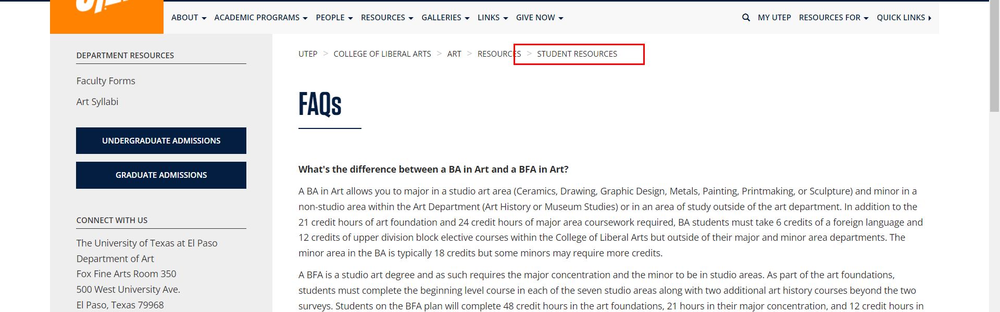 ABOUT ACADEMIC PROGRAMS PEOPLE RESOURCES GALLERIES LINKS GIVE NOW MY UTEP RESOURCES FOR QUICK LINKS
DEPARTMENT RESOURCES
Faculty Forms
Art Syllabi
UNDERGRADUATE ADMISSIONS
GRADUATE ADMISSIONS
CONNECT WITH US
The University of Texas at El Paso
Department of Art
Fox Fine Arts Room 350
500 West University Ave.
El Paso, Texas 79968
UTEP > COLLEGE OF LIBERAL ARTS > ART > RESOURCES > STUDENT RESOURCES
FAQs
What's the difference between a BA in Art and a BFA in Art?
A BA in Art allows you to major in a studio art area (Ceramics, Drawing, Graphic Design, Metals, Painting, Printmaking, or Sculpture) and minor in a
non-studio area within the Art Department (Art History or Museum Studies) or in an area of study outside of the art department. In addition to the
21 credit hours of art foundation and 24 credit hours of major area coursework required, BA students must take 6 credits of a foreign language and
12 credits of upper division block elective courses within the College of Liberal Arts but outside of their major and minor area departments. The
minor area in the BA is typically 18 credits but some minors may require more credits.
A BFA is a studio art degree and as such requires the major concentration and the minor to be in studio areas. As part of the art foundations,
students must complete the beginning level course in each of the seven studio areas along with two additional art history courses beyond the two
surveys. Students on the BFA plan will complete 48 credit hours in the art foundations, 21 hours in their major concentration, and 12 credit hours in